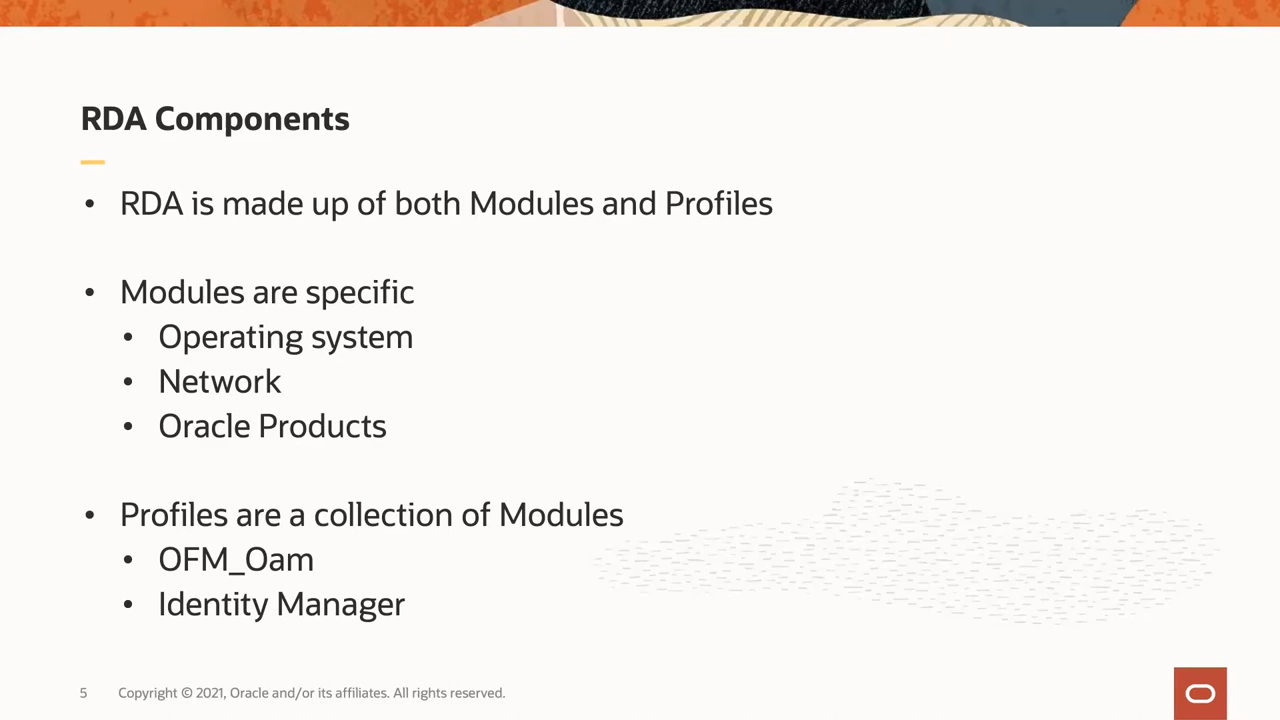 RDA Components
• RDA is made up of both Modules and Profiles
• Modules are specific
• Operating system
• Network
• Oracle Products
• Profiles are a collection of Modules
• OFM_Oam
• Identity Manager
5 Copyright © 2021, Oracle and/or its affiliates. All rights reserved.